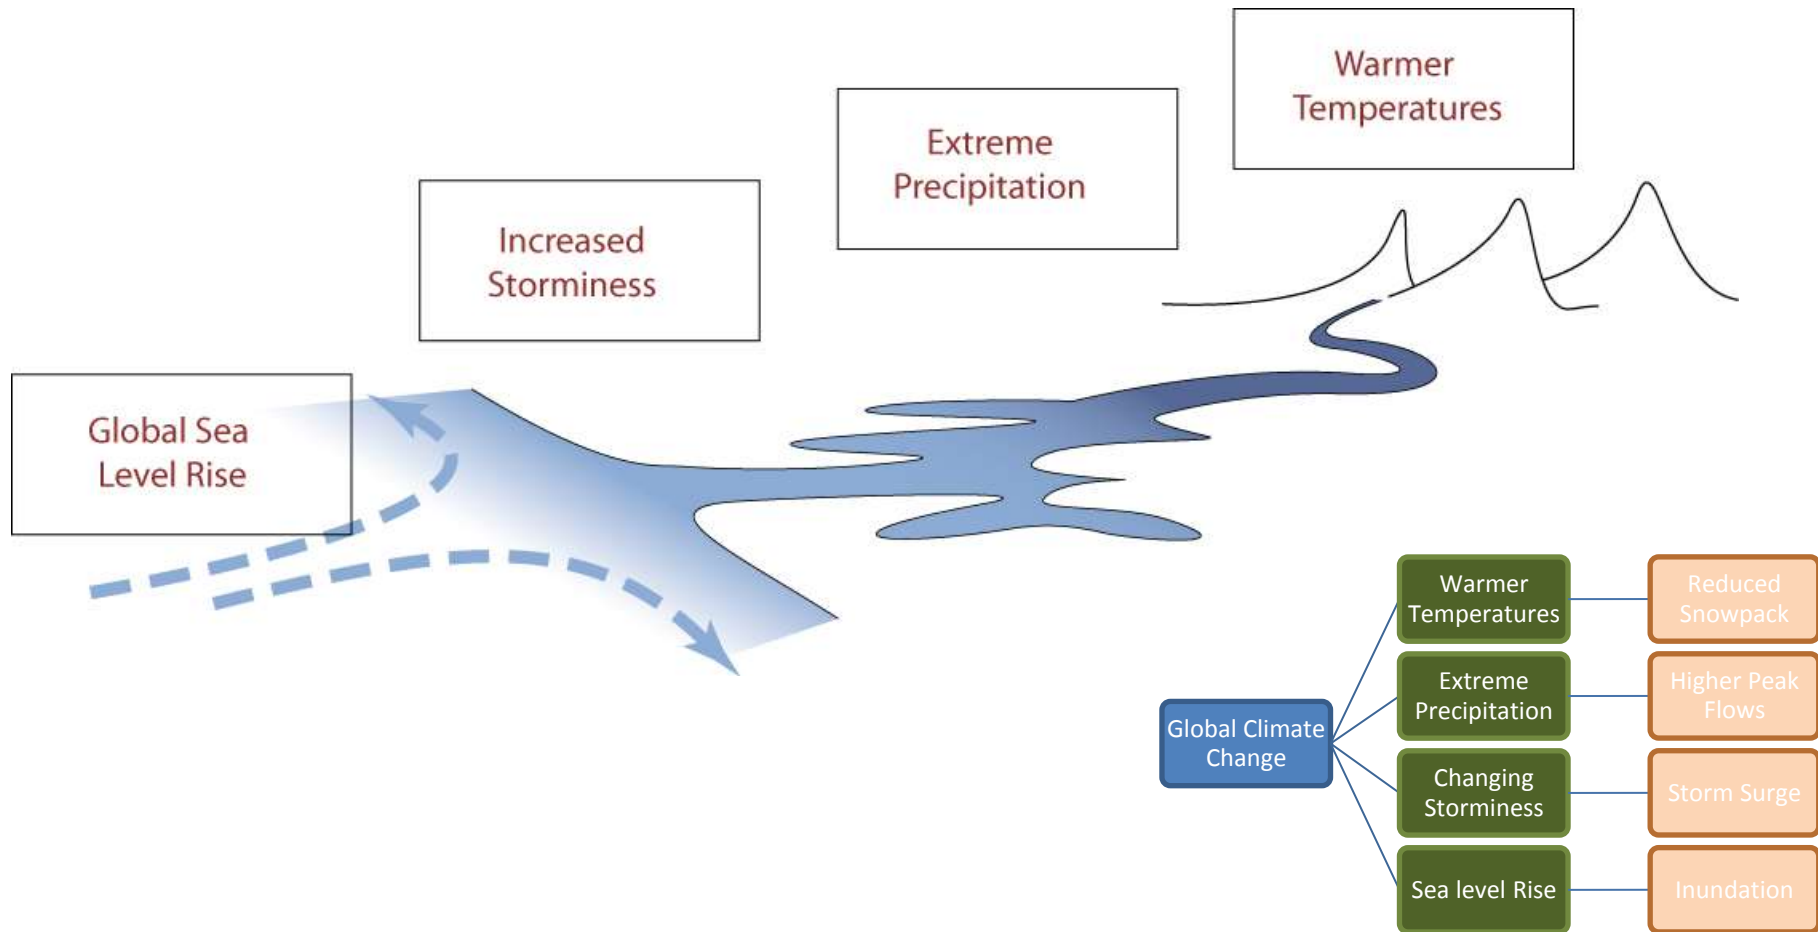 Warmer
Temperatures
Extreme
Precipitation
Increased
Storminess
Global Sea
Level Rise
Global Climate
Change
Warmer
Temperatures
Reduced
Snowpack
Extreme
Precipitation
Higher Peak
Flows
Changing
Storminess
Storm Surge
Sea level Rise
Inundation